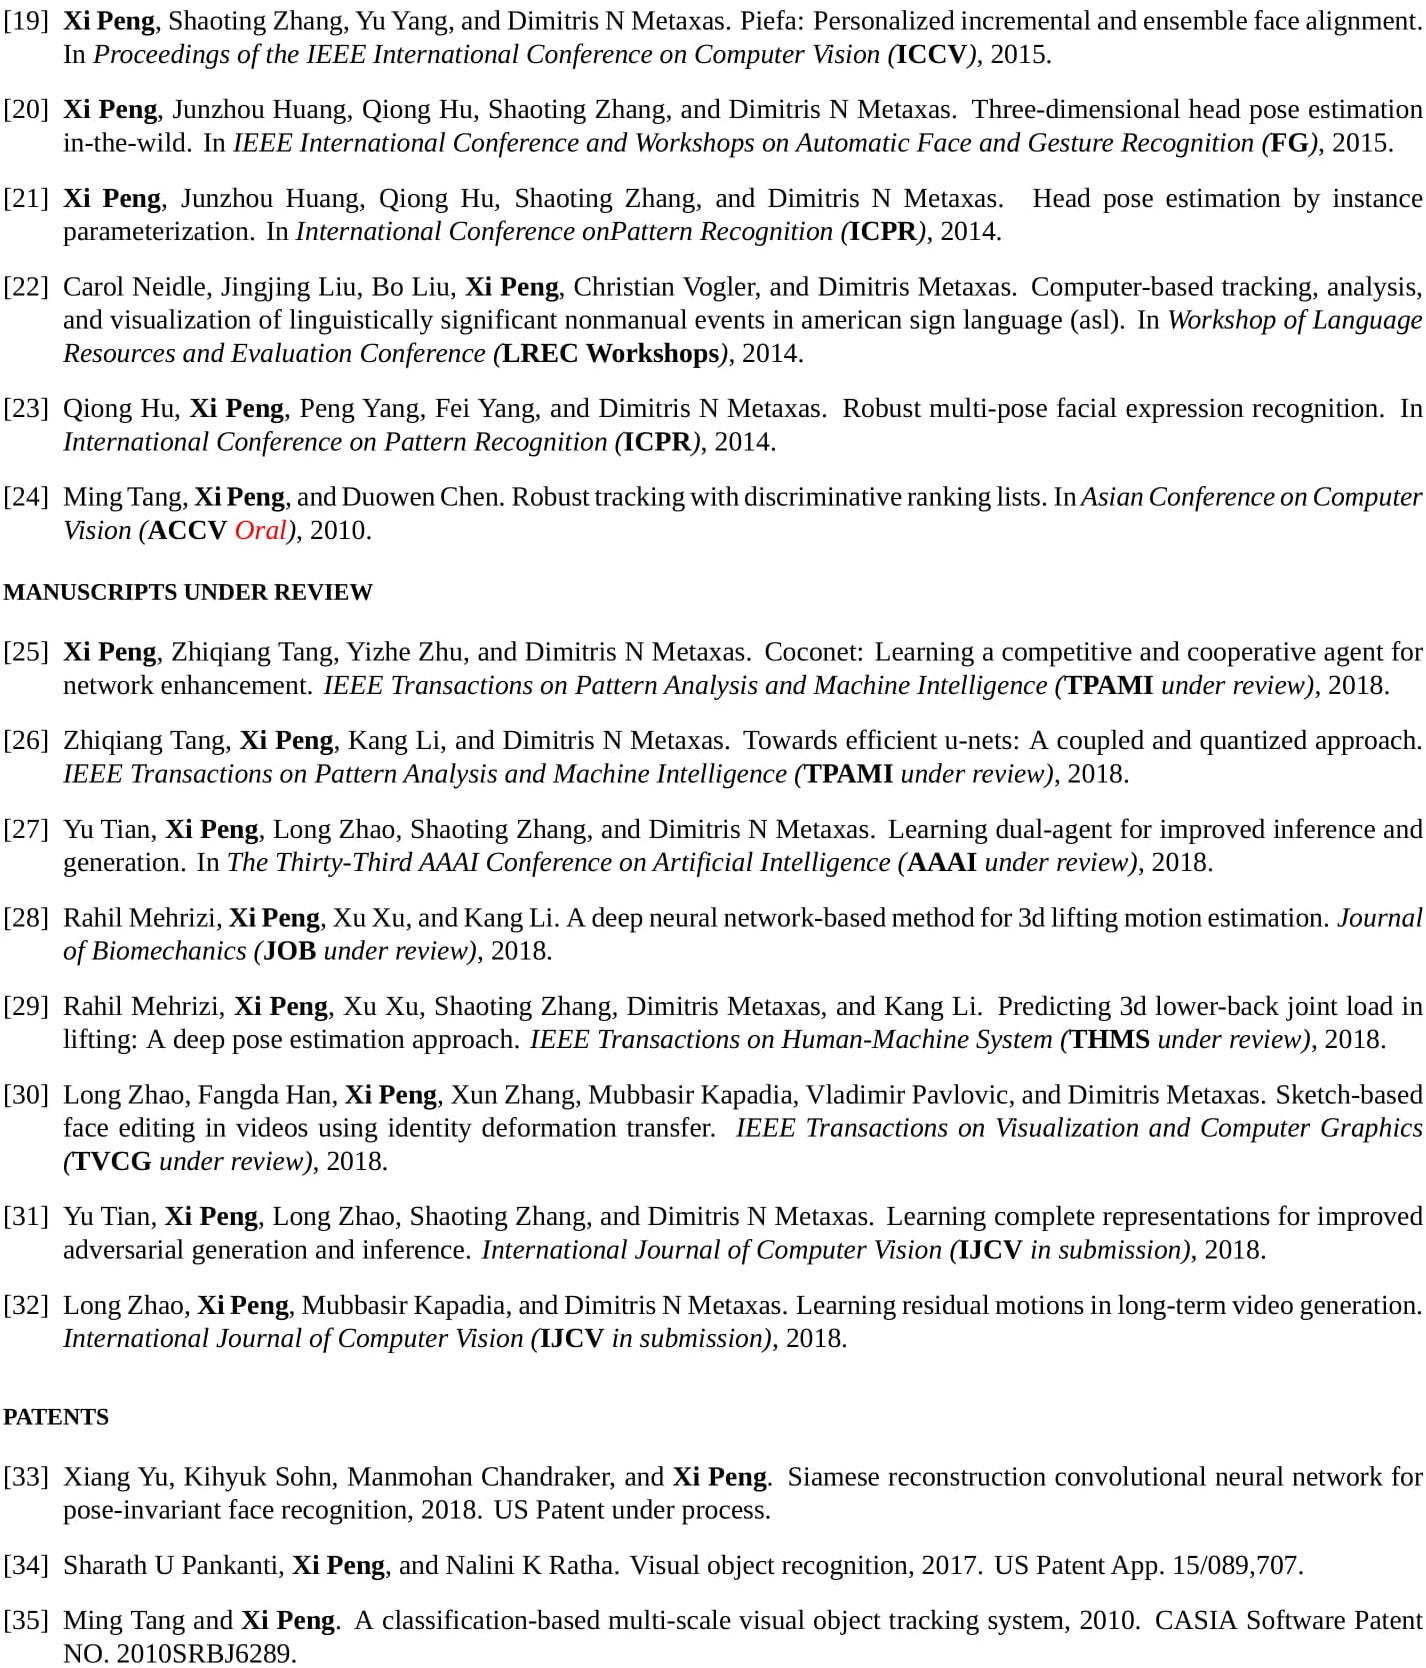 [19] Xi Peng, Shaoting Zhang, Yu Yang, and Dimitris N Metaxas. Piefa: Personalized incremental and ensemble face alignment.
In Proceedings of the IEEE International Conference on Computer Vision (ICCV), 2015.
[20] Xi Peng, Junzhou Huang, Qiong Hu, Shaoting Zhang, and Dimitris N Metaxas. Three-dimensional head pose estimation
in-the-wild. In IEEE International Conference and Workshops on Automatic Face and Gesture Recognition (FG), 2015.
[21] Xi Peng, Junzhou Huang, Qiong Hu, Shaoting Zhang, and Dimitris N Metaxas. Head pose estimation by instance
parameterization. In International Conference onPattern Recognition (ICPR), 2014.
[22] Carol Neidle, Jingjing Liu, Bo Liu, Xi Peng, Christian Vogler, and Dimitris Metaxas. Computer-based tracking, analysis,
and visualization of linguistically significant nonmanual events in american sign language (asl). In Workshop of Language
Resources and Evaluation Conference (LREC Workshops), 2014.
[23] Qiong Hu, Xi Peng, Peng Yang, Fei Yang, and Dimitris N Metaxas. Robust multi-pose facial expression recognition. In
International Conference on Pattern Recognition (ICPR), 2014.
[24] Ming Tang, Xi Peng, and Duowen Chen. Robust tracking with discriminative ranking lists. In Asian Conference on Computer
Vision (ACCV Oral), 2010.
MANUSCRIPTS UNDER REVIEW
[25] Xi Peng, Zhiqiang Tang, Yizhe Zhu, and Dimitris N Metaxas. Coconet: Learning a competitive and cooperative agent for
network enhancement. IEEE Transactions on Pattern Analysis and Machine Intelligence (TPAMI under review), 2018.
[26] Zhiqiang Tang, Xi Peng, Kang Li, and Dimitris N Metaxas. Towards efficient u-nets: A coupled and quantized approach.
IEEE Transactions on Pattern Analysis and Machine Intelligence (TPAMI under review), 2018.
[27] Yu Tian, Xi Peng, Long Zhao, Shaoting Zhang, and Dimitris N Metaxas. Learning dual-agent for improved inference and
generation. In The Thirty-Third AAAI Conference on Artificial Intelligence (AAAI under review), 2018.
[28] Rahil Mehrizi, Xi Peng, Xu Xu, and Kang Li. A deep neural network-based method for 3d lifting motion estimation. Journal
of Biomechanics (JOB under review), 2018.
[29] Rahil Mehrizi, Xi Peng, Xu Xu, Shaoting Zhang, Dimitris Metaxas, and Kang Li. Predicting 3d lower-back joint load in
lifting: A deep pose estimation approach. IEEE Transactions on Human-Machine System (THMS under review), 2018.
[30] Long Zhao, Fangda Han, Xi Peng, Xun Zhang, Mubbasir Kapadia, Vladimir Pavlovic, and Dimitris Metaxas. Sketch-based
face editing in videos using identity deformation transfer. IEEE Transactions on Visualization and Computer Graphics
(TVCG under review), 2018.
[31] Yu Tian, Xi Peng, Long Zhao, Shaoting Zhang, and Dimitris N Metaxas. Learning complete representations for improved
adversarial generation and inference. International Journal of Computer Vision (IJCV in submission), 2018.
[32] Long Zhao, Xi Peng, Mubbasir Kapadia, and Dimitris N Metaxas. Learning residual motions in long-term video generation.
International Journal of Computer Vision (IJCV in submission), 2018.
PATENTS
[33] Xiang Yu, Kihyuk Sohn, Manmohan Chandraker, and Xi Peng. Siamese reconstruction convolutional neural network for
pose-invariant face recognition, 2018. US Patent under process.
[34] Sharath U Pankanti, Xi Peng, and Nalini K Ratha. Visual object recognition, 2017. US Patent App. 15/089,707.
[35] Ming Tang and Xi Peng. A classification-based multi-scale visual object tracking system, 2010. CASIA Software Patent
NO. 2010SRBJ6289.